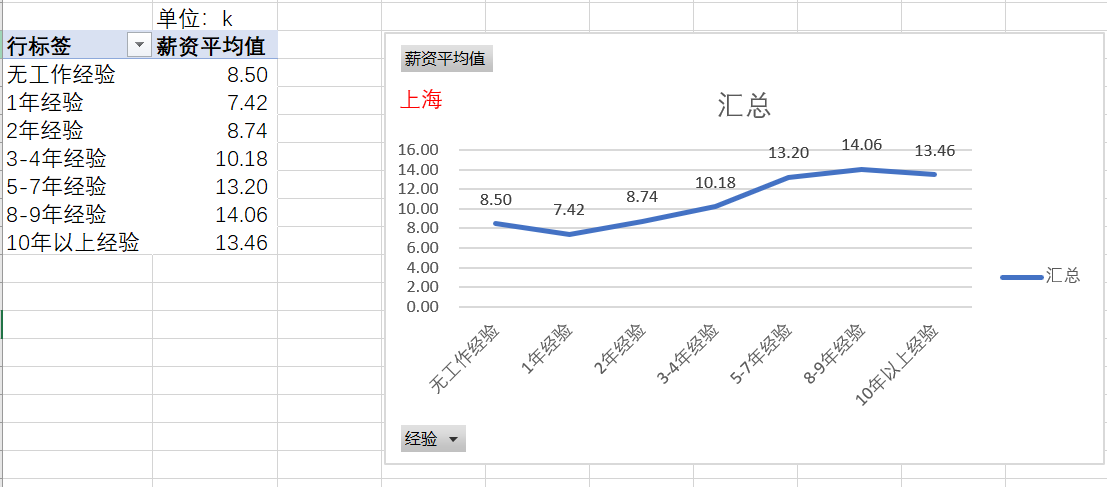 单位：k
行标签 薪资平均值
无工作经验 8.50
1年经验 7.42
2年经验 8.74
3-4年经验 10.18
5-7年经验 13.20
8-9年经验 14.06
10年以上经验 13.46
薪资平均值
上海
汇总
16.00
14.00
12.00
10.00
8.00
6.00
4.00
2.00
0.00
8.50
7.42
8.74
10.18
13.20
14.06
13.46
无工作经验
1年经验
2年经验
3-4年经验
5-7年经验
8-9年经验
10年以上经验
汇总
经验